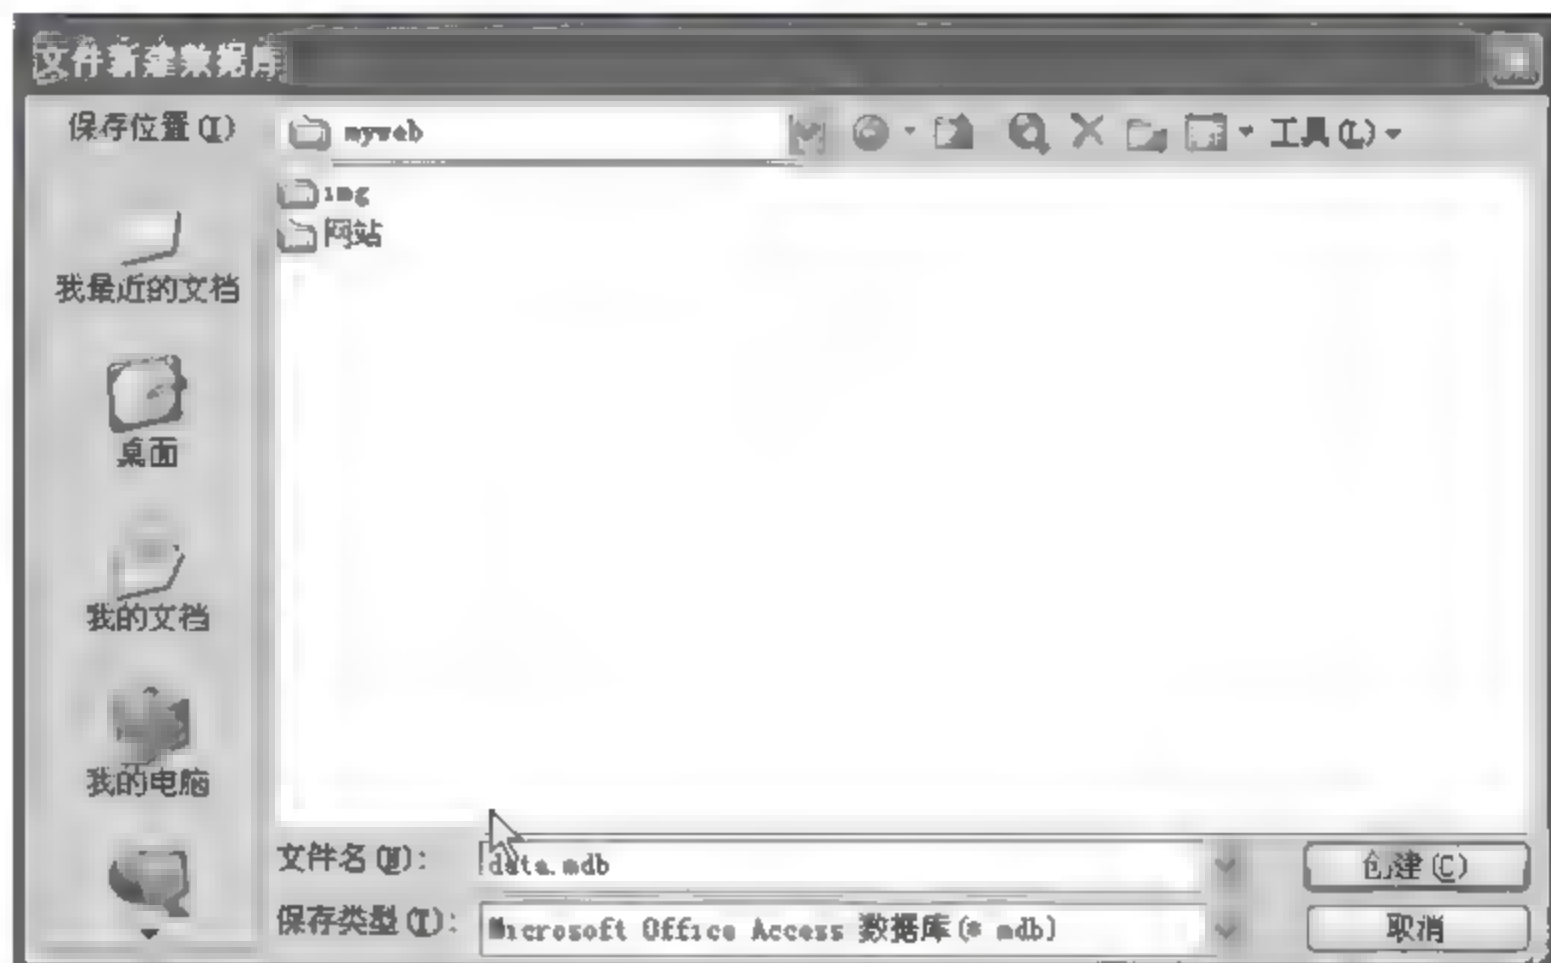 文件新建数据库
保存位置(I) myweb 工具(L)
img
网站
我最近的文档
桌面
我的文档
我的电脑
文件名(N): data.mdb 创建(C)
保存类型(T): Microsoft Office Access 数据库(*.mdb) 取消